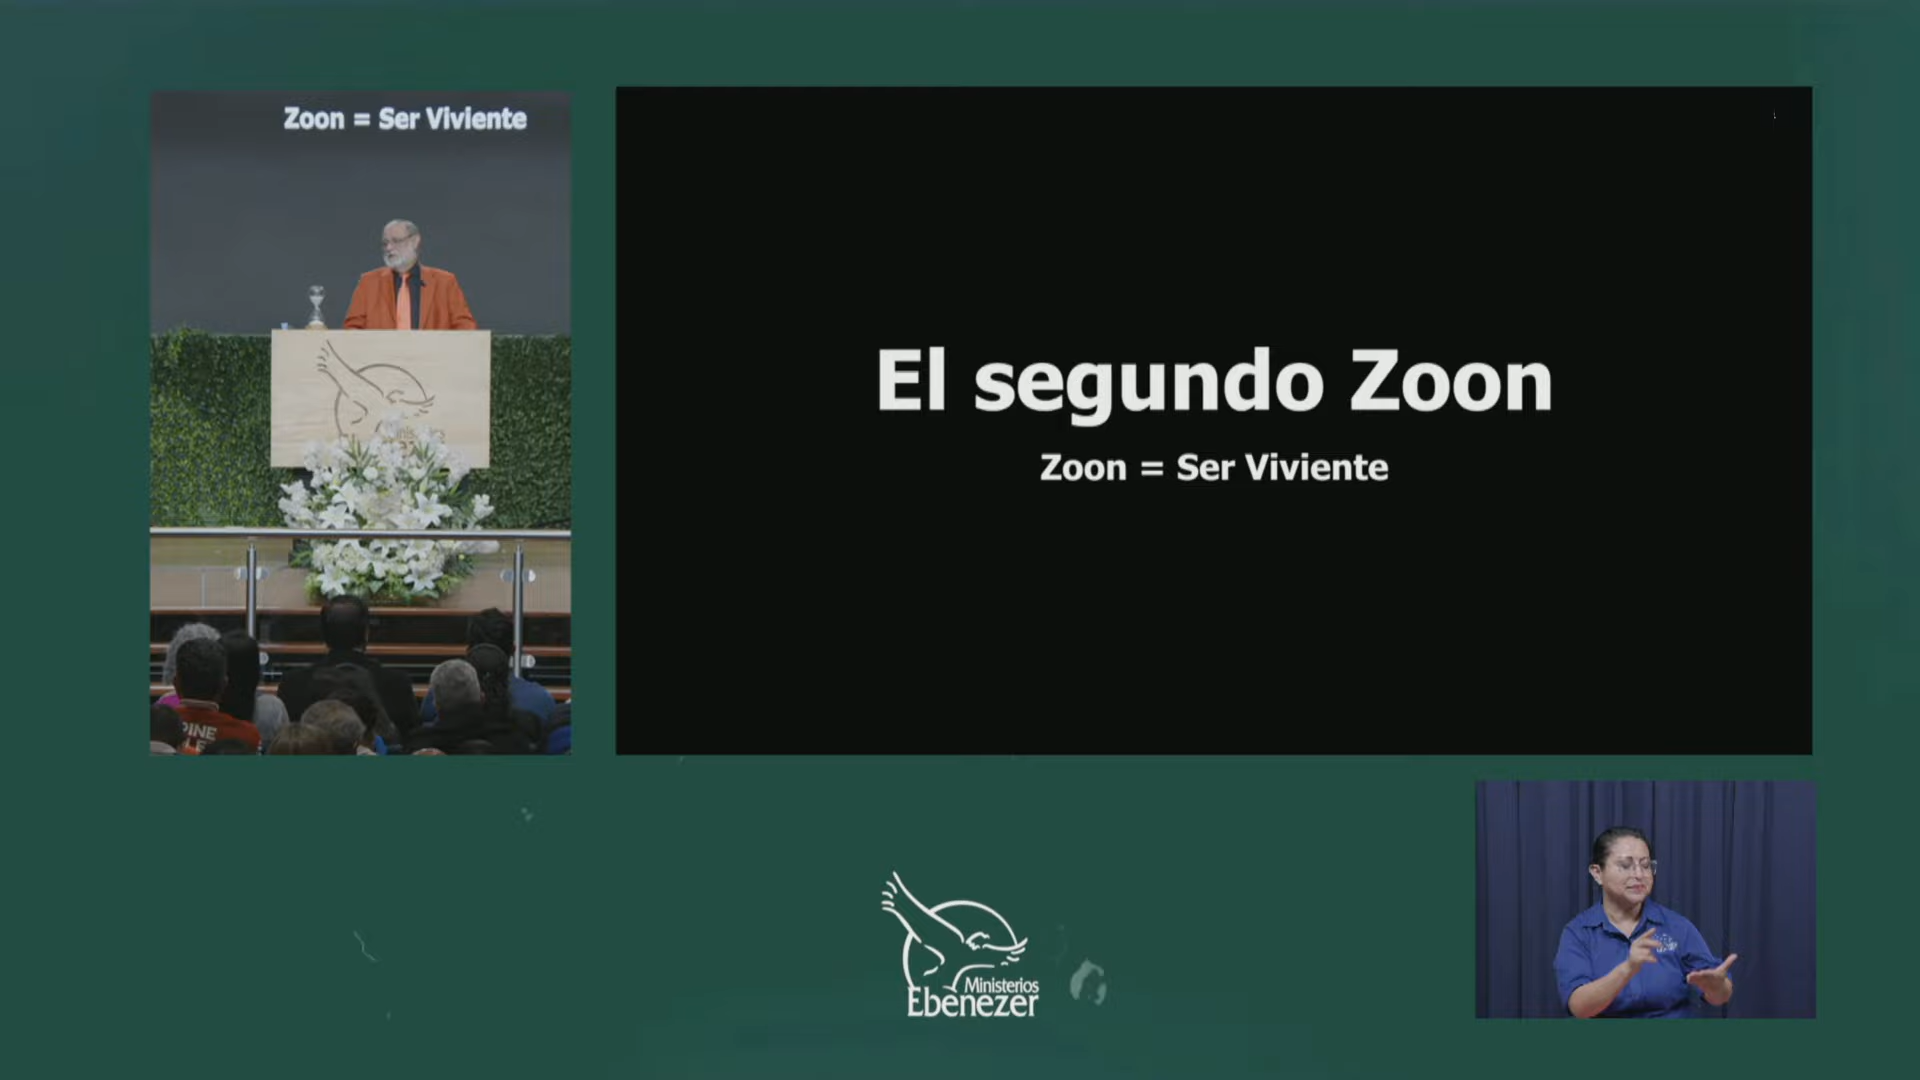 Zoon = Ser Viviente
El segundo Zoon
Zoon = Ser Viviente
Ministerios
Ebenezer